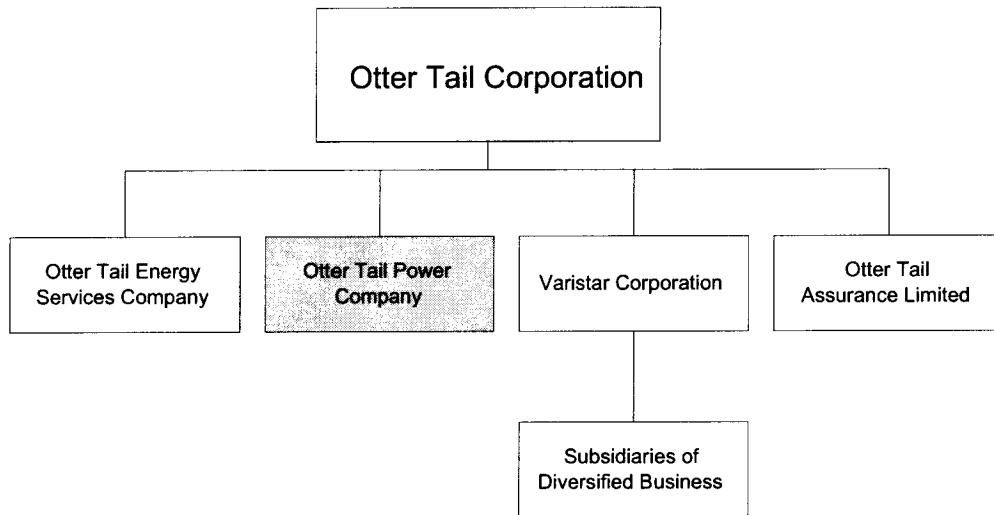 Otter Tail Corporation
Otter Tail Energy
Services Company
Otter Tail Power
Company
Varistar Corporation
Otter Tail
Assurance Limited
Subsidiaries of
Diversified Business